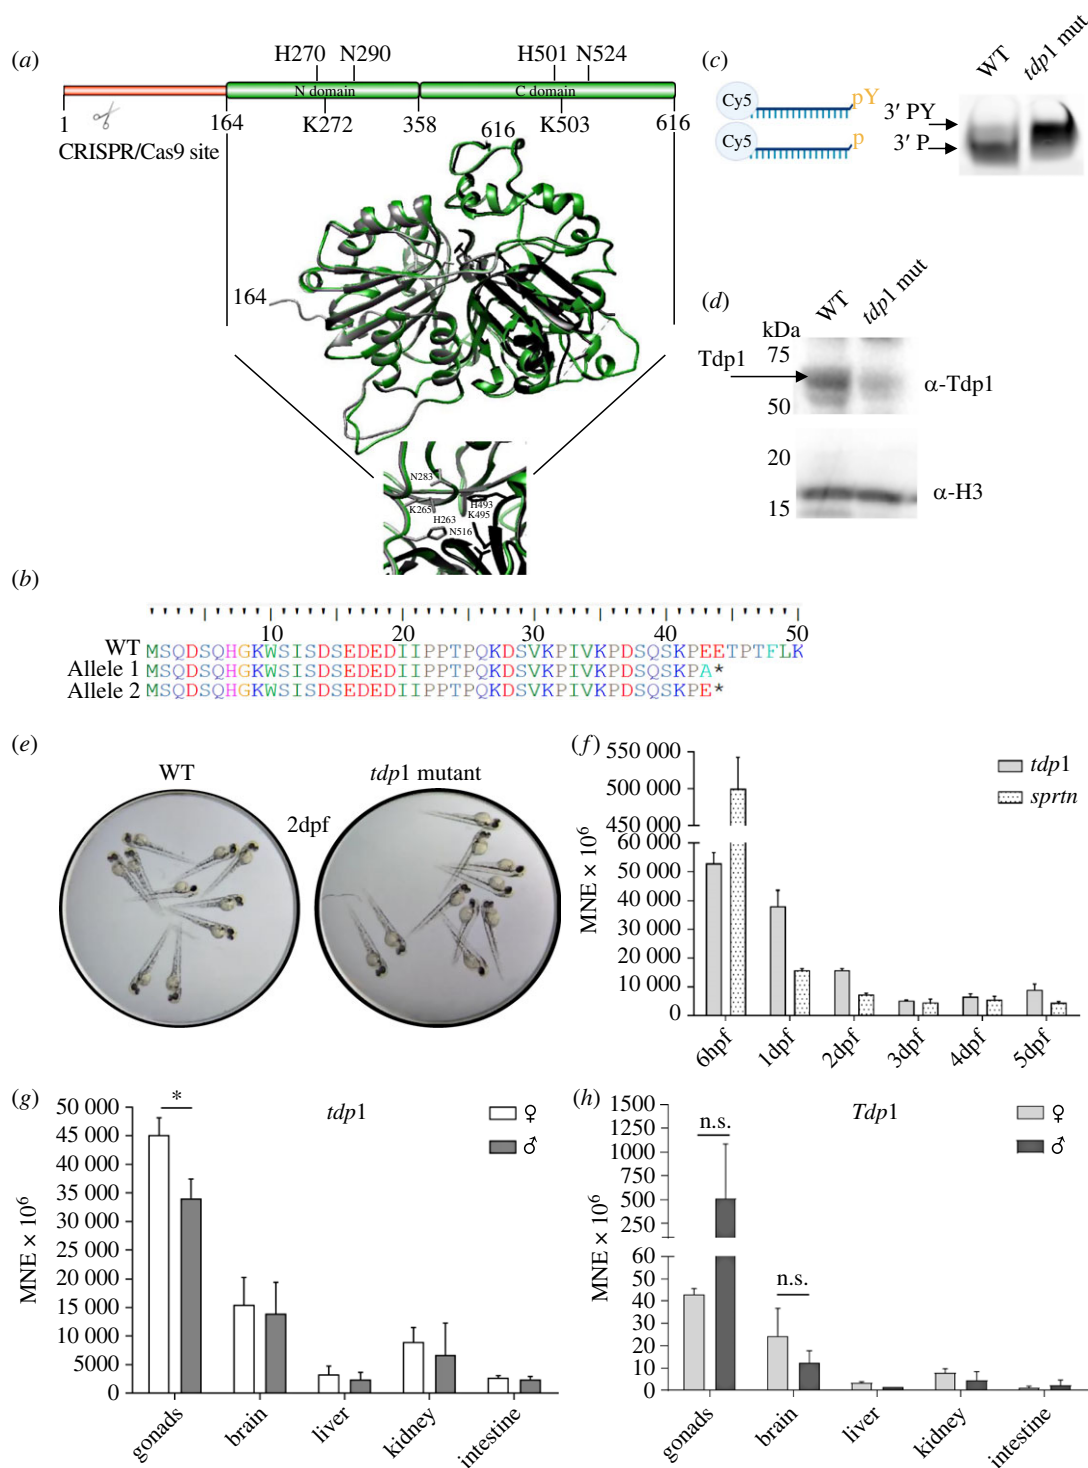 (a)
H270 N290
H501 N524
N domain
C domain
1
164
K272
358
616
K503
616
CRISPR/Cas9 site
164
N283
K265
H263
H493
K495
N516
(c)
WT
tdp1 mut
Cy5
pY
Cy5
p
3′ PY
3′ P
(d)
WT
tdp1 mut
kDa
75
Tdp1
50
α-Tdp1
20
15
α-H3
(b)
10 20 30 40 50
WT MSQDSQHGKWSISDSEDEDIIPPTPQKDSVKPIVKPDSQSKPEETPTFLK
Allele 1 MSQDSQHGKWSISDSEDEDIIPPTPQKDSVKPIVKPDSQSKPA*
Allele 2 MSQDSQHGKWSISDSEDEDIIPPTPQKDSVKPIVKPDSQSKPE*
(e)
WT
tdp1 mutant
2dpf
(f)
MNE × 10⁶
550 000
500 000
450 000
60 000
50 000
40 000
30 000
20 000
10 000
0
6hpf
1dpf
2dpf
3dpf
4dpf
5dpf
tdp1
sprtn
(g)
tdp1
*
♀
♂
MNE × 10⁶
50 000
45 000
40 000
35 000
30 000
25 000
20 000
15 000
10 000
5000
0
gonads
brain
liver
kidney
intestine
(h)
Tdp1
n.s.
n.s.
♀
♂
MNE × 10⁶
1500
1250
1000
750
500
250
60
50
40
30
20
10
0
gonads
brain
liver
kidney
intestine